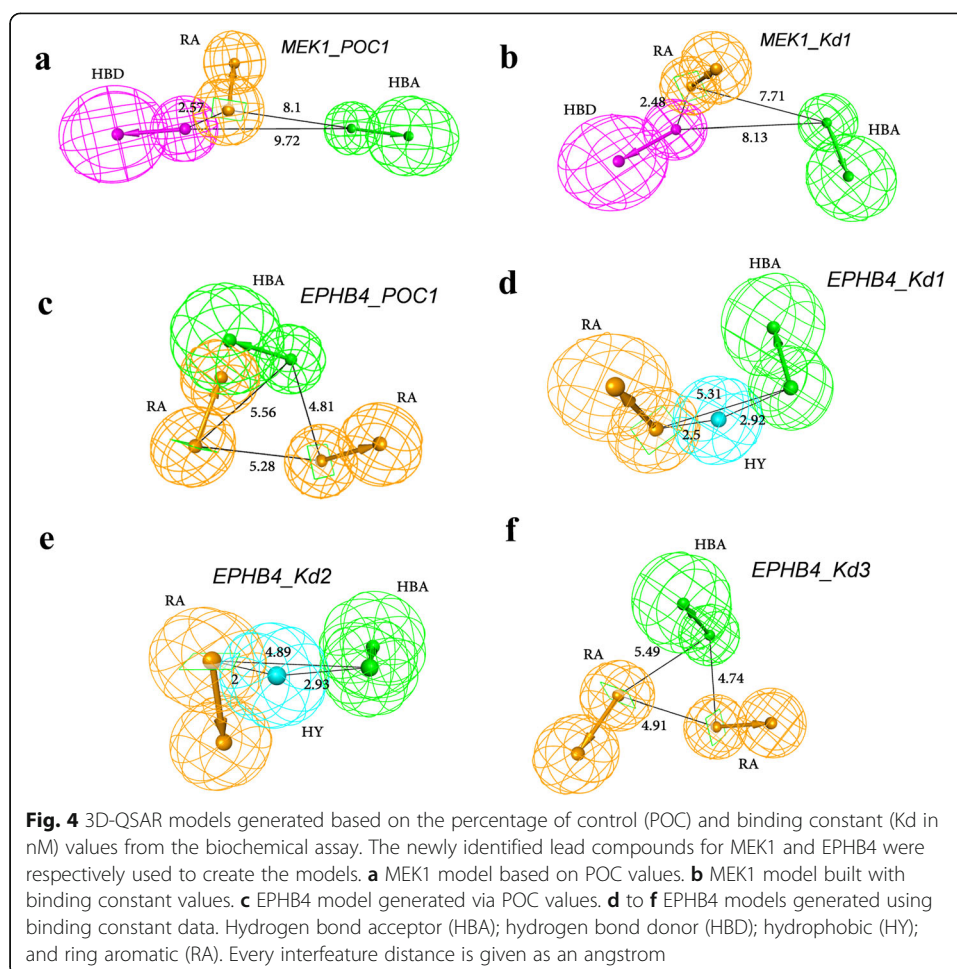 a
MEK1_POC1
RA
HBD
HBA
2.57
8.1
9.72
b
MEK1_Kd1
RA
HBD
2.48
7.71
8.13
HBA
c
HBA
EPHB4_POC1
RA
RA
5.56
4.81
5.28
d
EPHB4_Kd1
HBA
RA
5.31
2.92
2.5
HY
e
EPHB4_Kd2
RA
HBA
4.89
2
2.93
HY
f
HBA
EPHB4_Kd3
RA
5.49
4.74
4.91
RA
Fig. 4 3D-QSAR models generated based on the percentage of control (POC) and binding constant (Kd in
nM) values from the biochemical assay. The newly identified lead compounds for MEK1 and EPHB4 were
respectively used to create the models. a MEK1 model based on POC values. b MEK1 model built with
binding constant values. c EPHB4 model generated via POC values. d to f EPHB4 models generated using
binding constant data. Hydrogen bond acceptor (HBA); hydrogen bond donor (HBD); hydrophobic (HY);
and ring aromatic (RA). Every interfeature distance is given as an angstrom